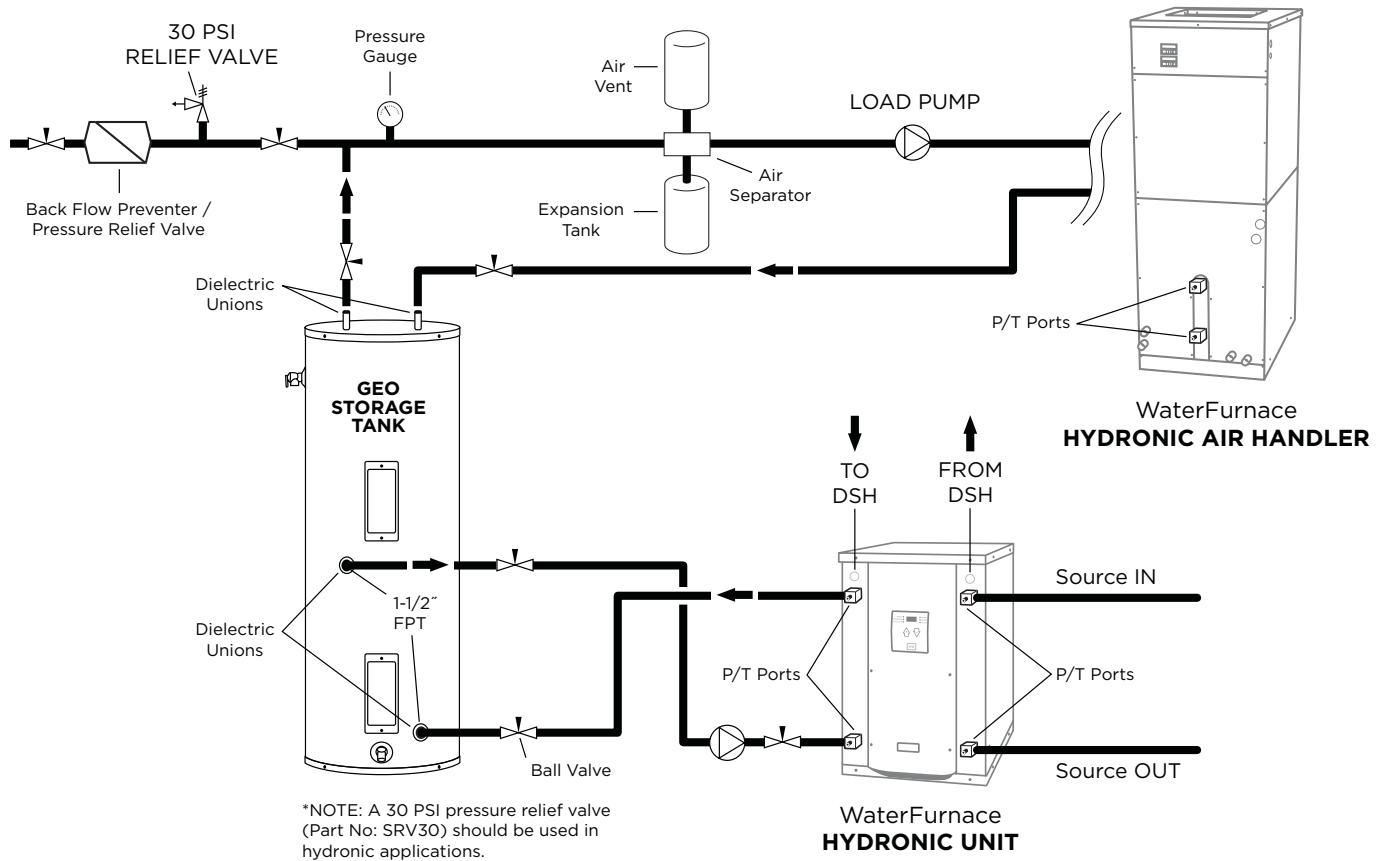 30 PSI
RELIEF VALVE
Pressure
Gauge
Air
Vent
LOAD PUMP
Air
Separator
Back Flow Preventer /
Pressure Relief Valve
Expansion
Tank
Dielectric
Unions
P/T Ports
GEO
STORAGE
TANK
WaterFurnace
HYDRONIC AIR HANDLER
TO
DSH
FROM
DSH
Source IN
1-1/2˝
FPT
Dielectric
Unions
P/T Ports
P/T Ports
Ball Valve
Source OUT
*NOTE: A 30 PSI pressure relief valve
(Part No: SRV30) should be used in
hydronic applications.
WaterFurnace
HYDRONIC UNIT